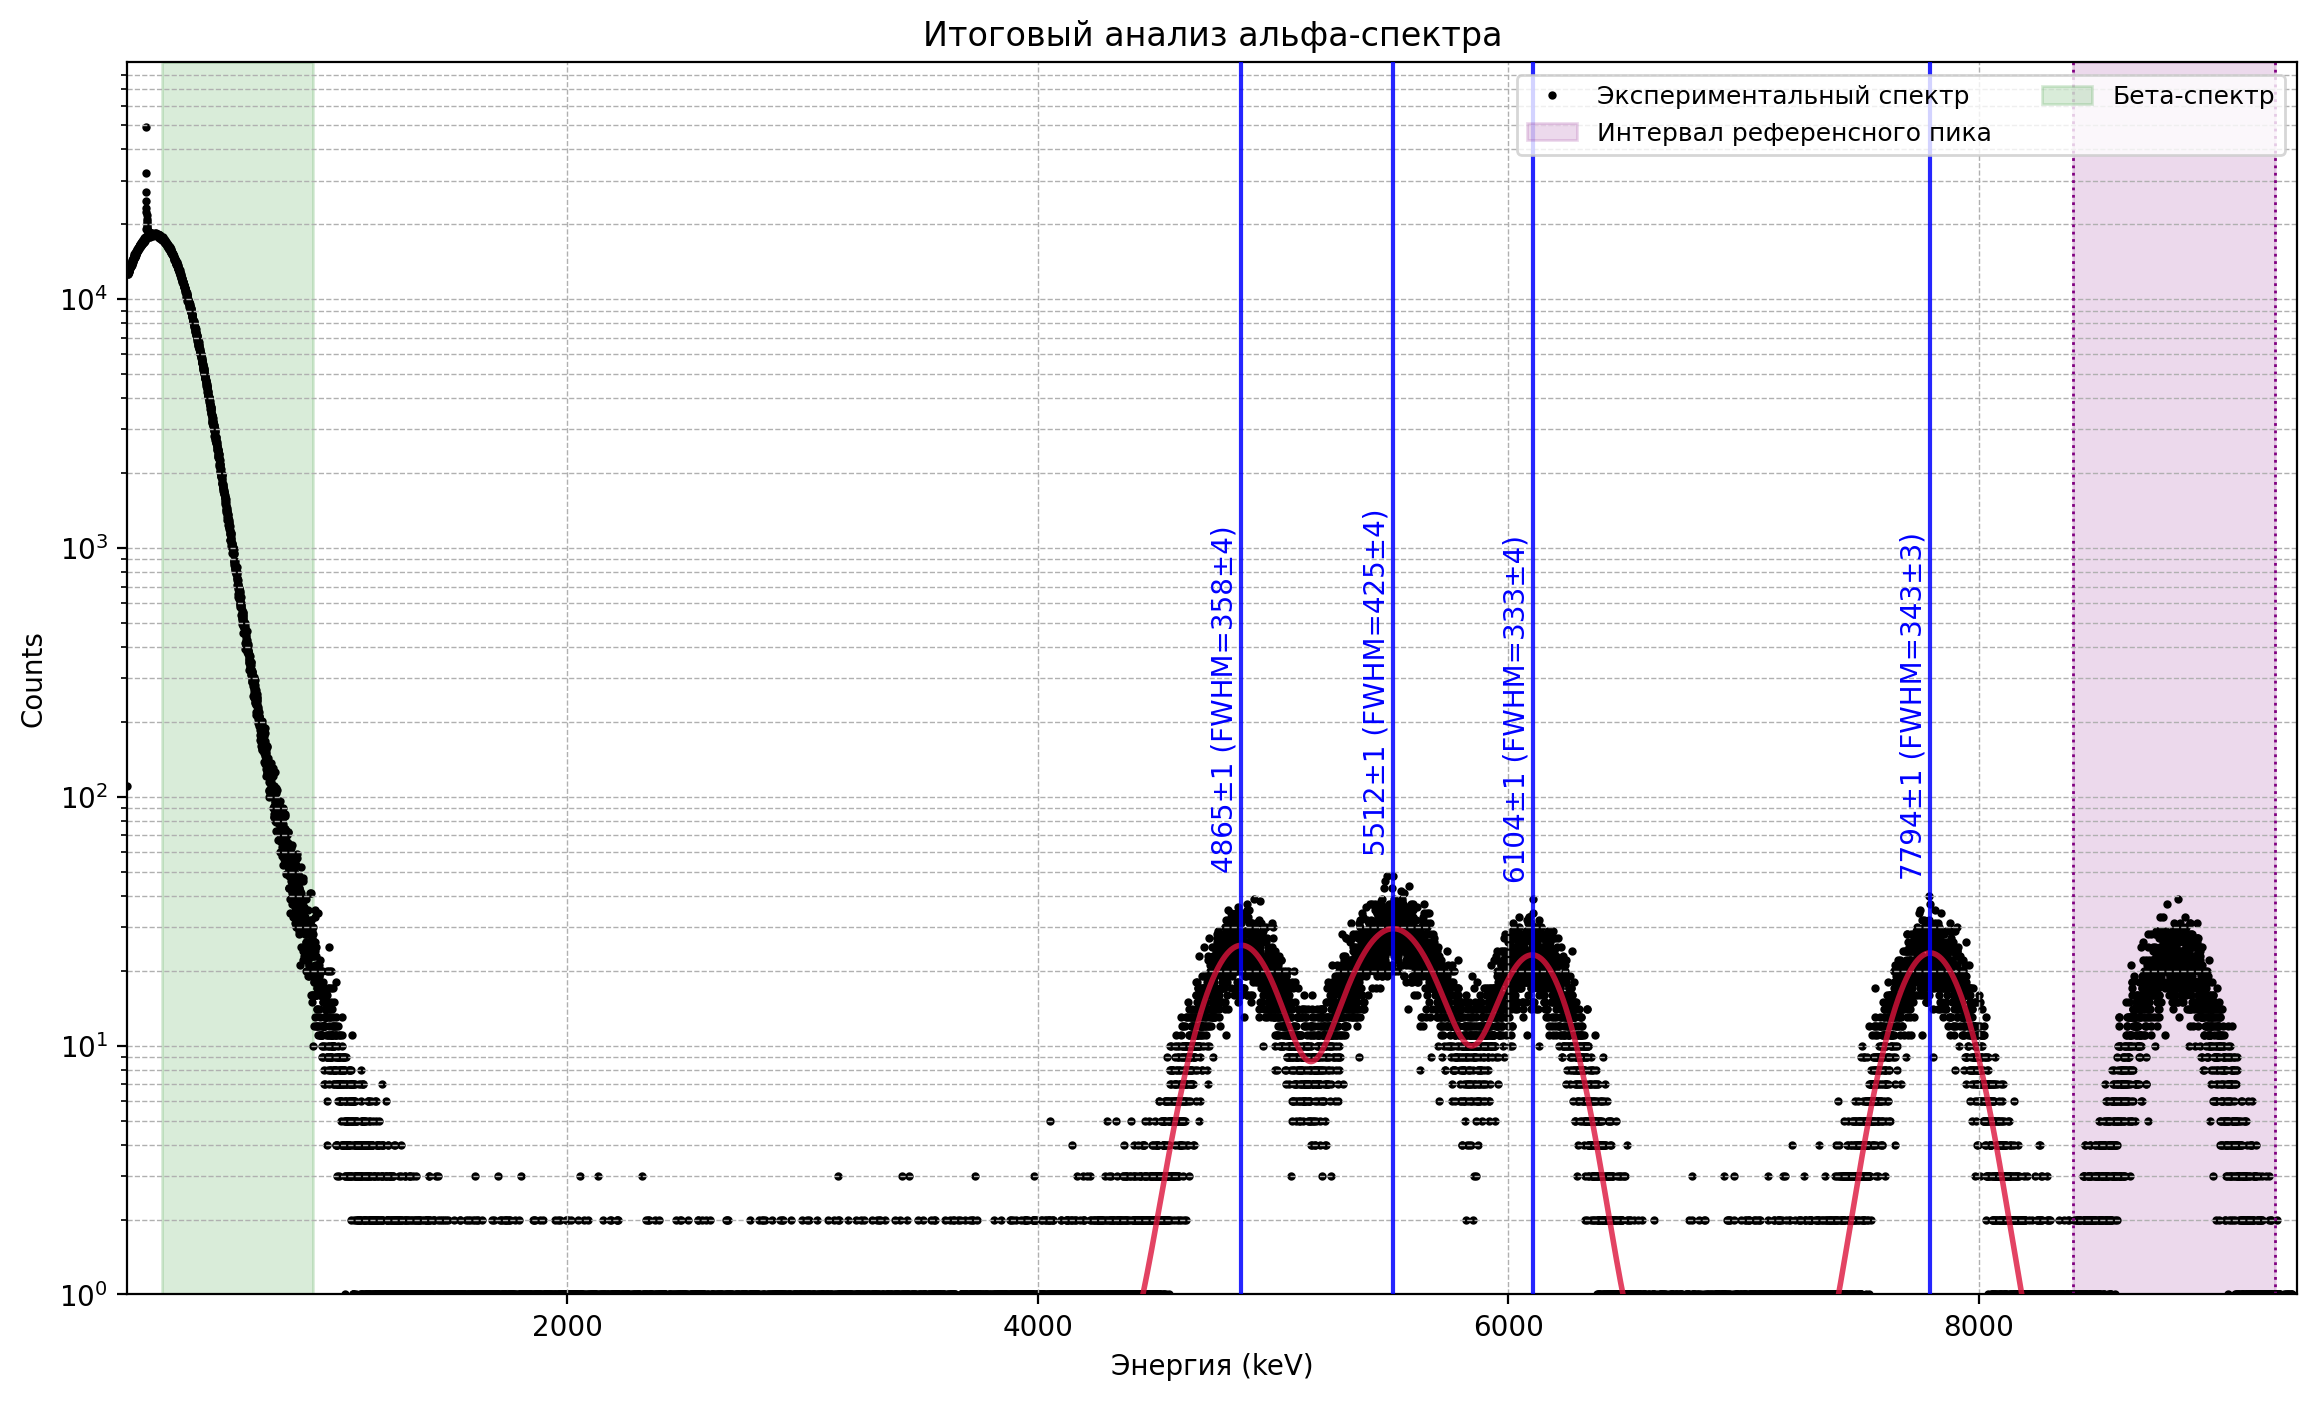 Итоговый анализ альфа-спектра
Экспериментальный спектр
Интервал референсного пика
Бета-спектр
4865±1 (FWHM=358±4)
5512±1 (FWHM=425±4)
6104±1 (FWHM=333±4)
7794±1 (FWHM=343±3)
Counts
10⁴
10³
10²
10¹
10⁰
2000
4000
6000
8000
Энергия (keV)